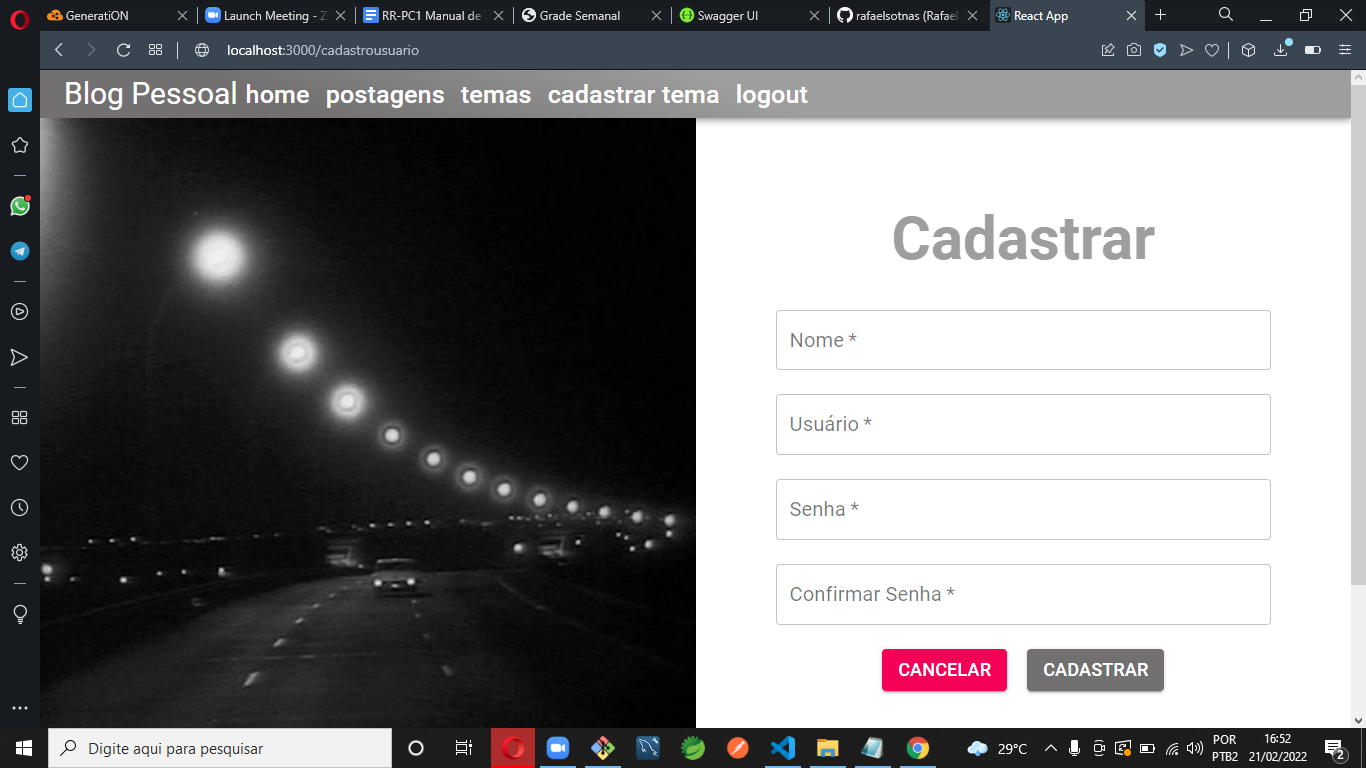 GeneratiON
Launch Meeting - Z
RR-PC1 Manual de
Grade Semanal
Swagger UI
rafaelsotnas (Rafael
React App
localhost:3000/cadastrousuario
Blog Pessoal home postagens temas cadastrar tema logout
Cadastrar
Nome *
Usuário *
Senha *
Confirmar Senha *
CANCELAR CADASTRAR
Digite aqui para pesquisar
29°C
POR
PTB2
16:52
21/02/2022
2